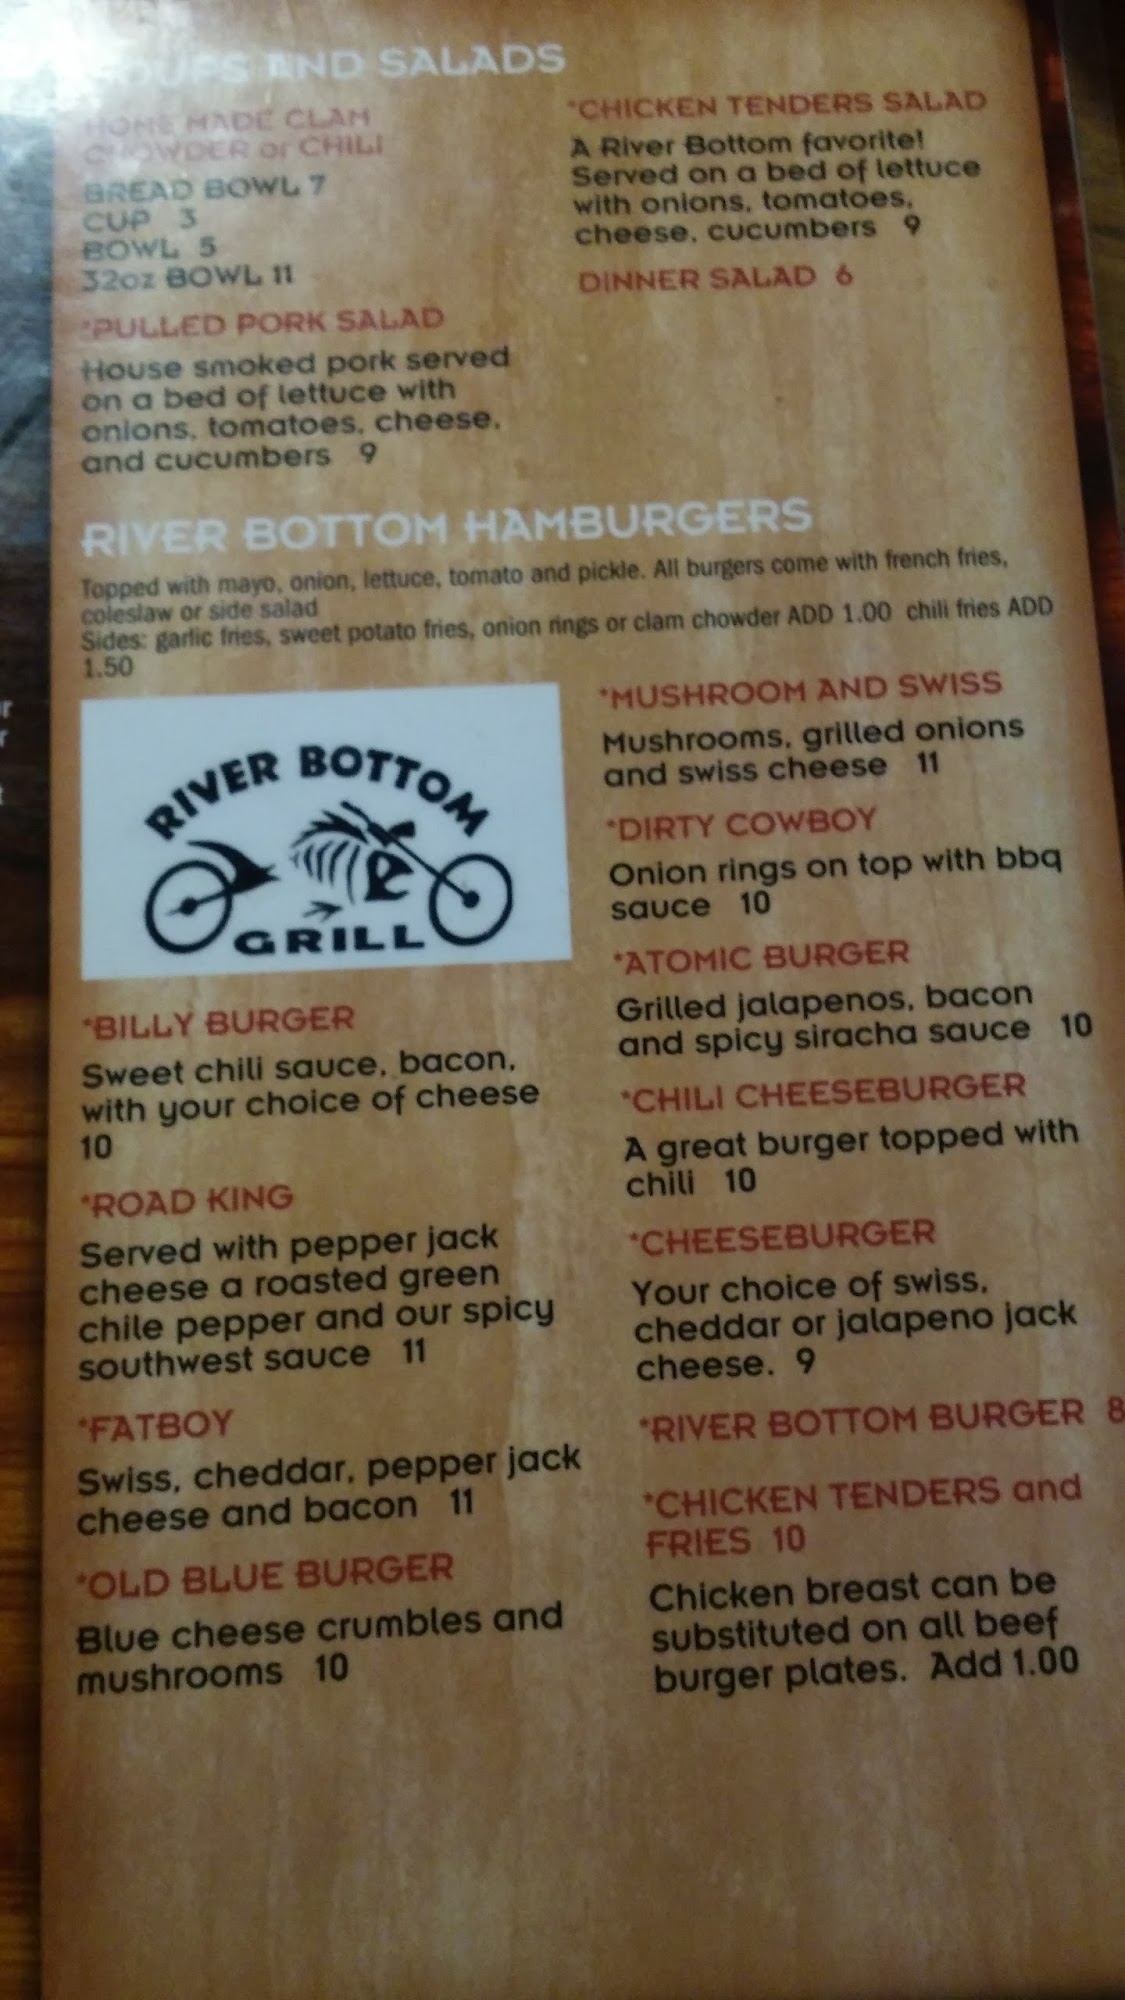 SOUPS AND SALADS
HOME MADE CLAM
CHOWDER or CHILI
BREAD BOWL 7
CUP 3
BOWL 5
32oz BOWL 11
*PULLED PORK SALAD
House smoked pork served
on a bed of lettuce with
onions, tomatoes, cheese,
and cucumbers 9
*CHICKEN TENDERS SALAD
A River Bottom favorite!
Served on a bed of lettuce
with onions, tomatoes,
cheese, cucumbers 9
DINNER SALAD 6
RIVER BOTTOM HAMBURGERS
Topped with mayo, onion, lettuce, tomato and pickle. All burgers come with french fries,
coleslaw or side salad
Sides: garlic fries, sweet potato fries, onion rings or clam chowder ADD 1.00 chili fries ADD
1.50
RIVER BOTTOM
GRILL
*BILLY BURGER
Sweet chili sauce, bacon,
with your choice of cheese
10
*ROAD KING
Served with pepper jack
cheese a roasted green
chile pepper and our spicy
southwest sauce 11
*FATBOY
Swiss, cheddar, pepper jack
cheese and bacon 11
*OLD BLUE BURGER
Blue cheese crumbles and
mushrooms 10
*MUSHROOM AND SWISS
Mushrooms, grilled onions
and swiss cheese 11
*DIRTY COWBOY
Onion rings on top with bbq
sauce 10
*ATOMIC BURGER
Grilled jalapenos, bacon
and spicy siracha sauce 10
*CHILI CHEESEBURGER
A great burger topped with
chili 10
*CHEESEBURGER
Your choice of swiss,
cheddar or jalapeno jack
cheese. 9
*RIVER BOTTOM BURGER 8
*CHICKEN TENDERS and
FRIES 10
Chicken breast can be
substituted on all beef
burger plates. Add 1.00